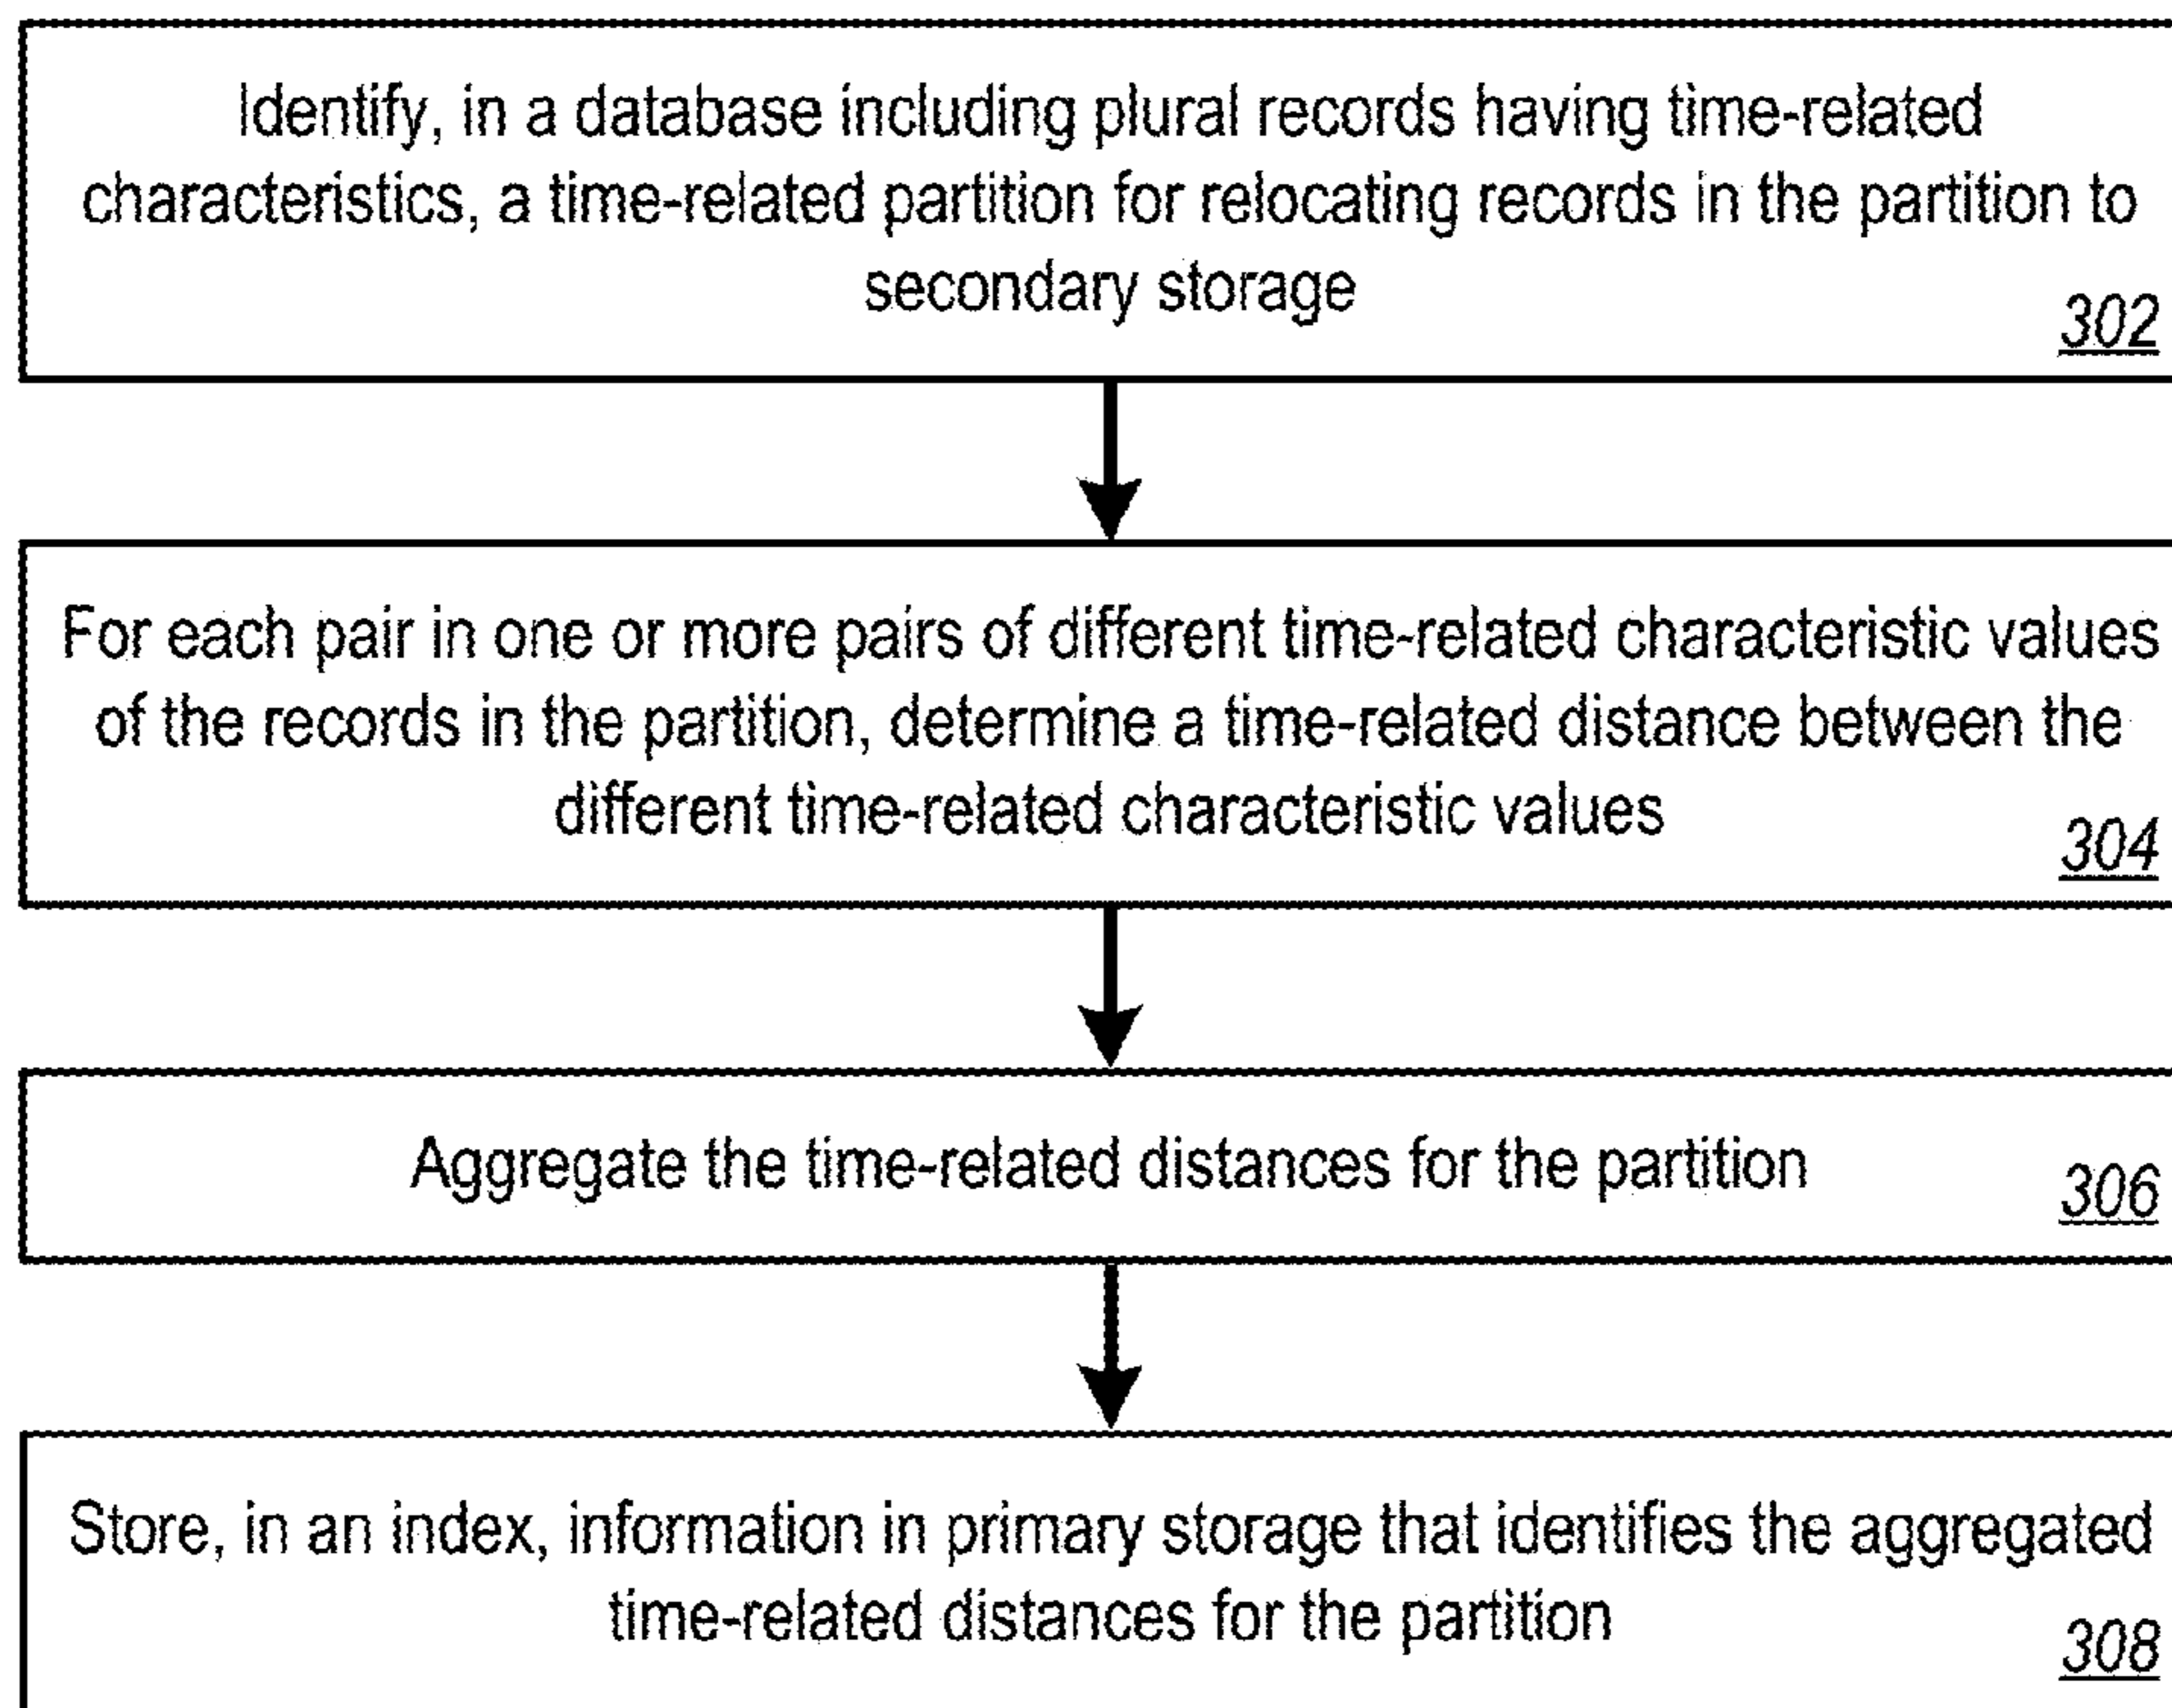 Identify, in a database including plural records having time-related
characteristics, a time-related partition for relocating records in the partition to
secondary storage
302
For each pair in one or more pairs of different time-related characteristic values
of the records in the partition, determine a time-related distance between the
different time-related characteristic values
304
Aggregate the time-related distances for the partition
306
Store, in an index, information in primary storage that identifies the aggregated
time-related distances for the partition
308